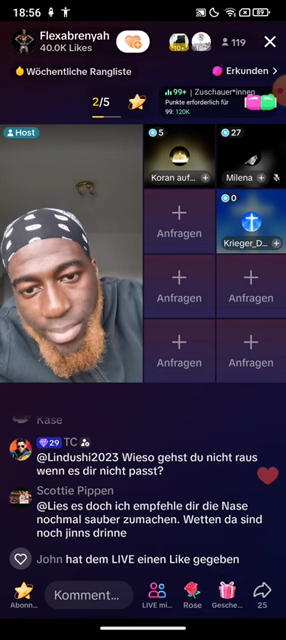 18:56
89
Flexabrenyah
40.0K Likes
10+
119
Wöchentliche Rangliste
Erkunden >
2/5
99+ | Zuschauer*innen
Punkte erforderlich für
99: 120K
Host
5
Koran auf...
27
Milena
Anfragen
0
Krieger_D...
Anfragen
Anfragen
Anfragen
Anfragen
Käse
29 TC
@Lindushi2023 Wieso gehst du nicht raus
wenn es dir nicht passt?
Scottie Pippen
@Lies es doch ich empfehle dir die Nase
nochmal sauber zumachen. Wetten da sind
noch jinns drinne
John hat dem LIVE einen Like gegeben
Abonn...
Komment...
LIVE mi...
Rose
Gesche...
25